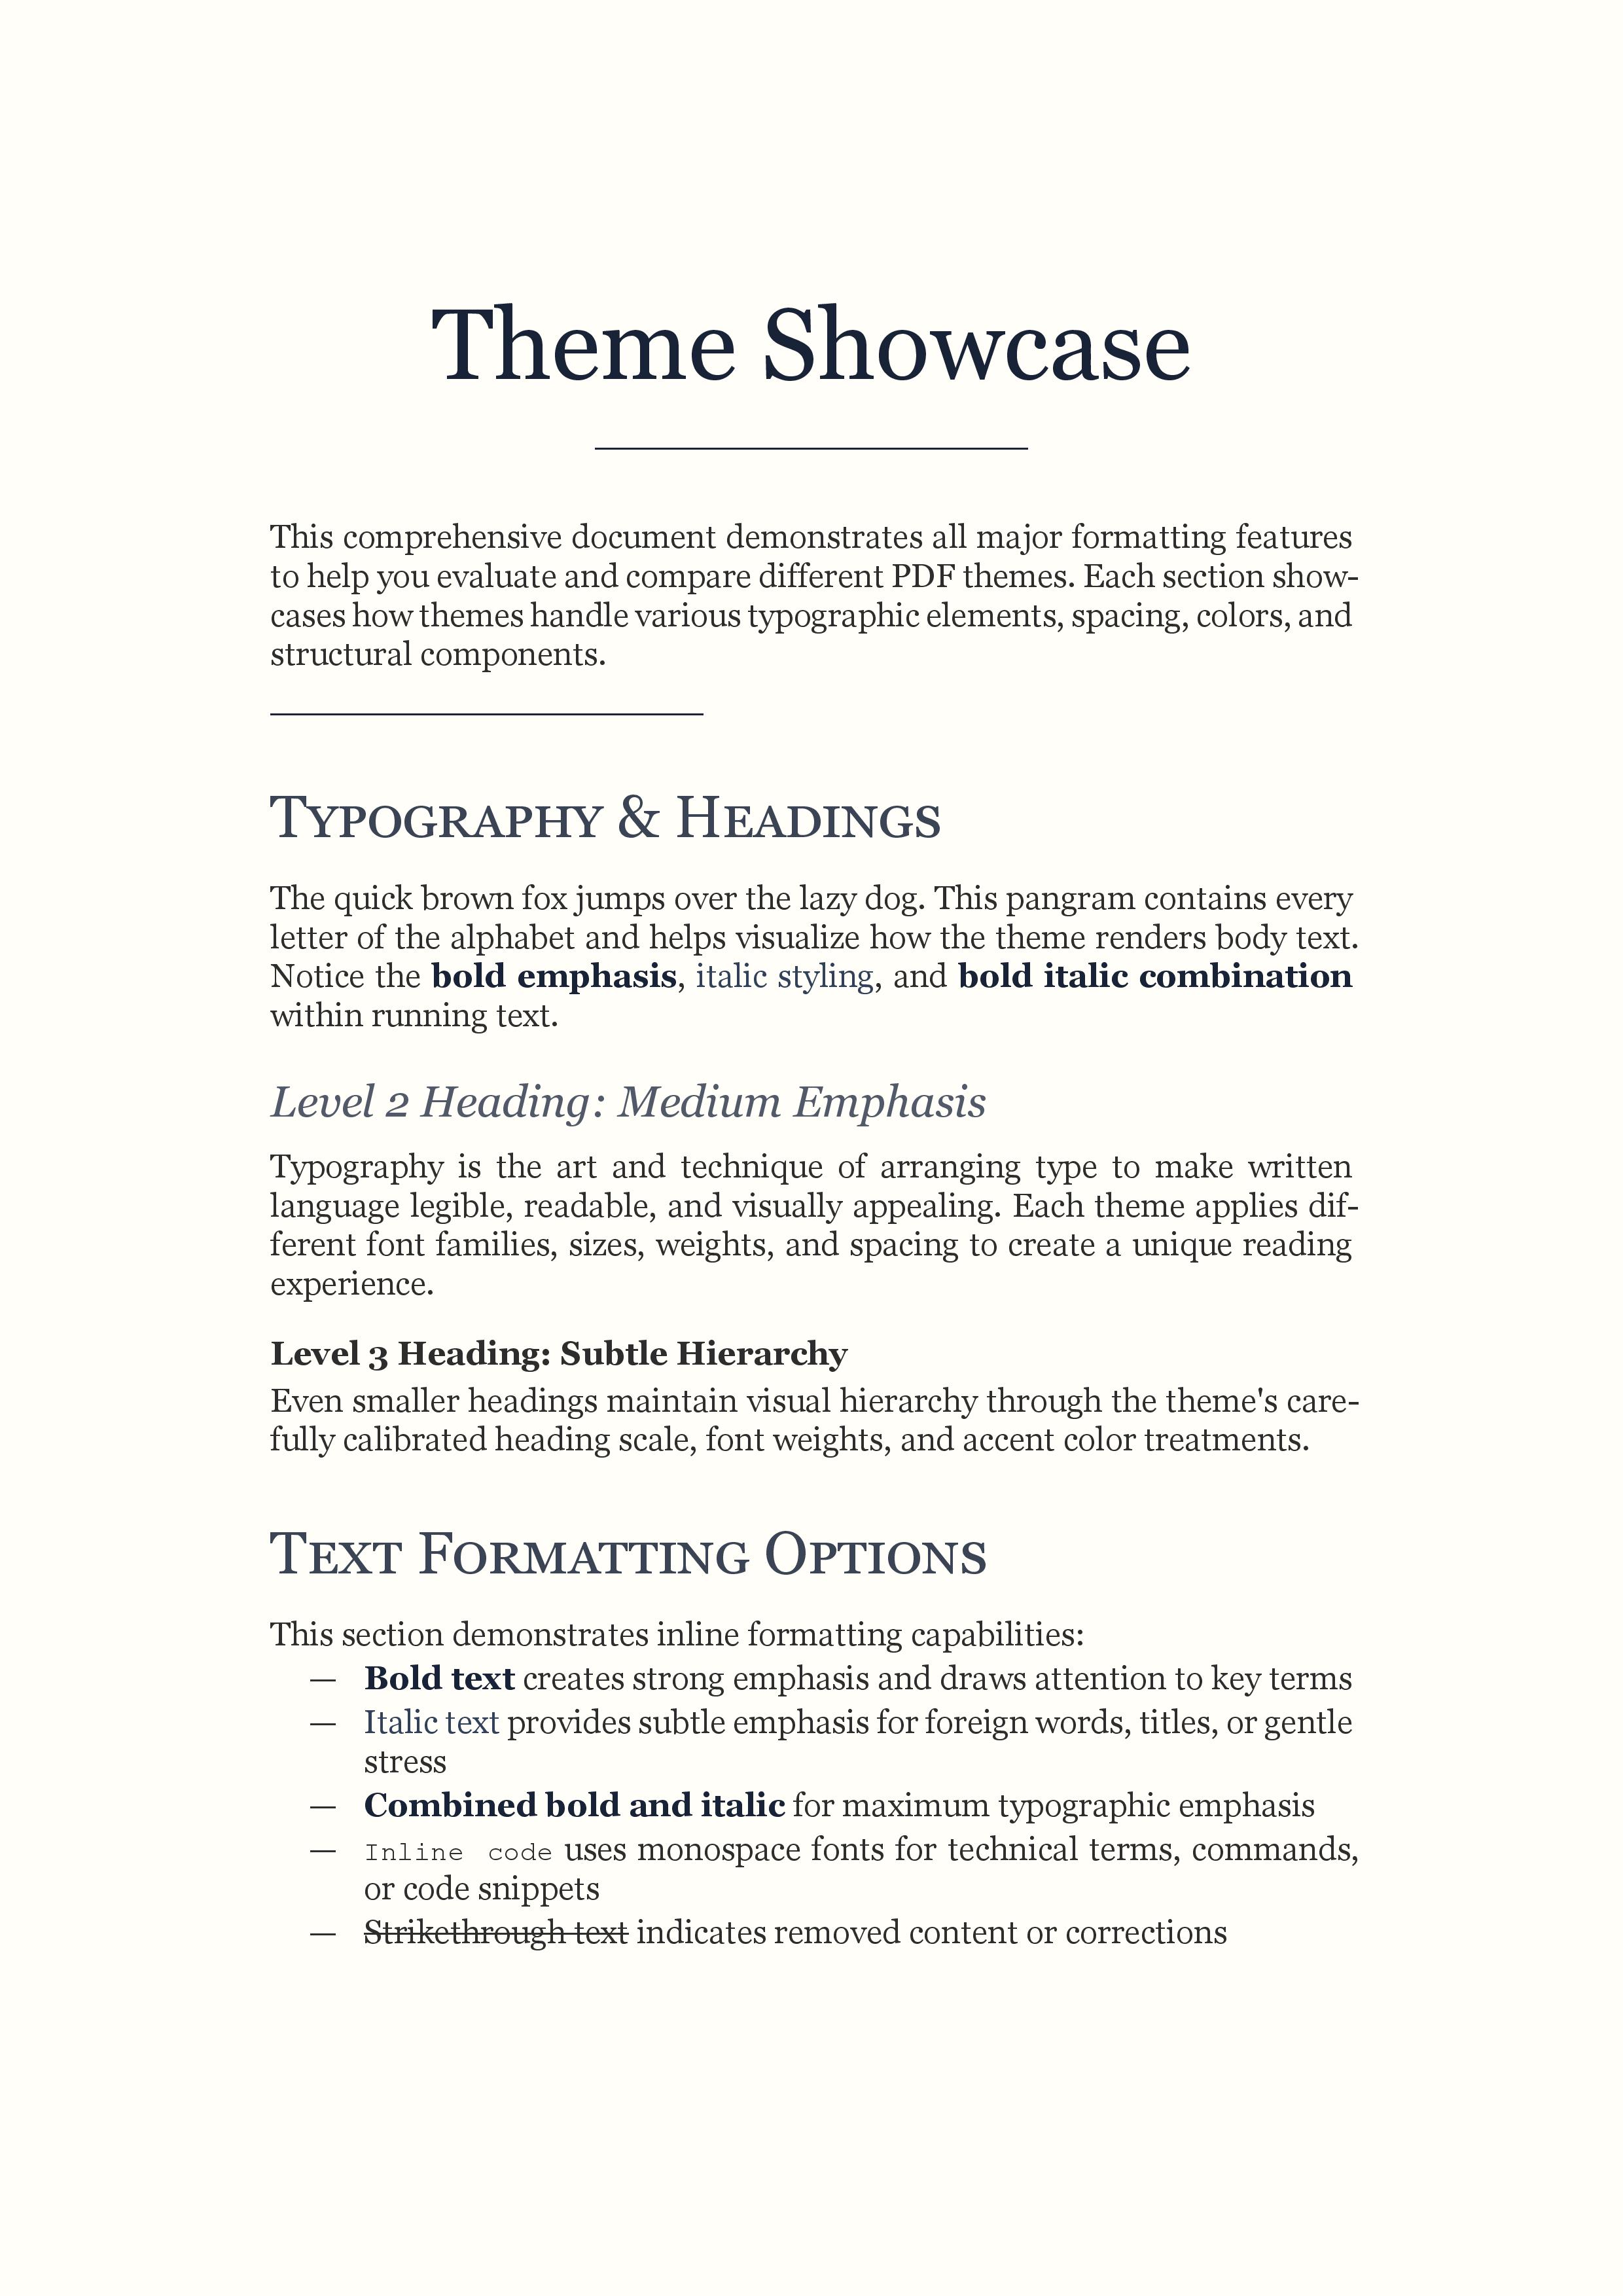 Theme Showcase
This comprehensive document demonstrates all major formatting features
to help you evaluate and compare different PDF themes. Each section show-
cases how themes handle various typographic elements, spacing, colors, and
structural components.
Typography & Headings
The quick brown fox jumps over the lazy dog. This pangram contains every
letter of the alphabet and helps visualize how the theme renders body text.
Notice the bold emphasis, italic styling, and bold italic combination
within running text.
Level 2 Heading: Medium Emphasis
Typography is the art and technique of arranging type to make written
language legible, readable, and visually appealing. Each theme applies dif-
ferent font families, sizes, weights, and spacing to create a unique reading
experience.
Level 3 Heading: Subtle Hierarchy
Even smaller headings maintain visual hierarchy through the theme's care-
fully calibrated heading scale, font weights, and accent color treatments.
Text Formatting Options
This section demonstrates inline formatting capabilities:
— Bold text creates strong emphasis and draws attention to key terms
— Italic text provides subtle emphasis for foreign words, titles, or gentle
stress
— Combined bold and italic for maximum typographic emphasis
— Inline code uses monospace fonts for technical terms, commands,
or code snippets
— Strikethrough text indicates removed content or corrections